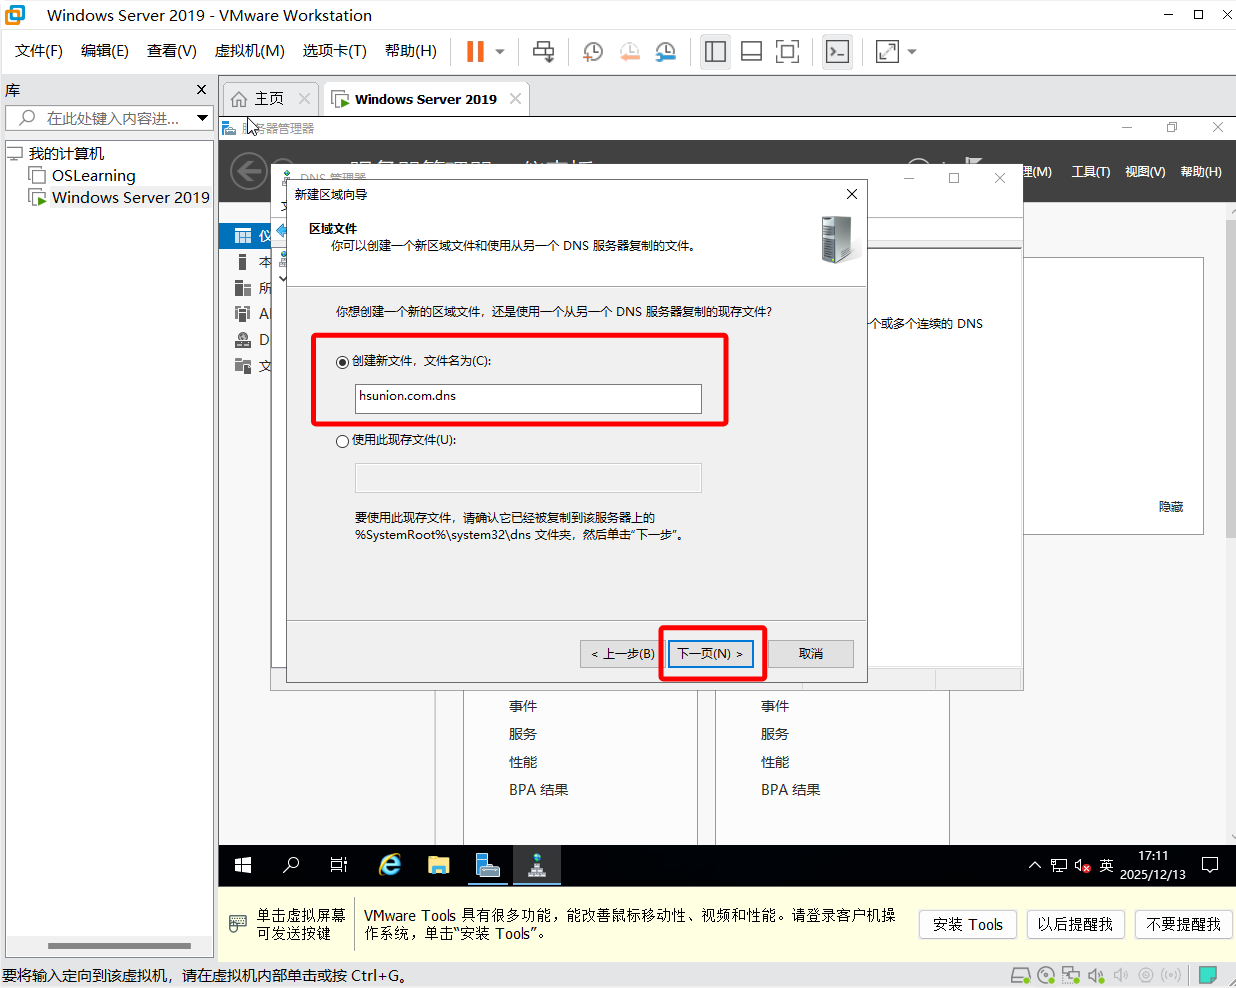 Windows Server 2019 - VMware Workstation
文件(F) 编辑(E) 查看(V) 虚拟机(M) 选项卡(T) 帮助(H)
库
在此处键入内容进...
我的计算机
OSLearning
Windows Server 2019
主页
Windows Server 2019
服务器管理器
理(M) 工具(T) 视图(V) 帮助(H)
DNS 管理器
新建区域向导
区域文件
你可以创建一个新区域文件和使用从另一个 DNS 服务器复制的文件。
你想创建一个新的区域文件，还是使用一个从另一个 DNS 服务器复制的现存文件?
个或多个连续的 DNS
创建新文件，文件名为(C):
hsunion.com.dns
使用此现存文件(U):
要使用此现存文件，请确认它已经被复制到该服务器上的
%SystemRoot%\system32\dns 文件夹，然后单击“下一步”。
隐藏
< 上一步(B) 下一页(N) > 取消
事件 事件
服务 服务
性能 性能
BPA 结果 BPA 结果
英
17:11
2025/12/13
单击虚拟屏幕
可发送按键
VMware Tools 具有很多功能，能改善鼠标移动性、视频和性能。请登录客户机操
作系统，单击“安装 Tools”。
安装 Tools 以后提醒我 不要提醒我
要将输入定向到该虚拟机，请在虚拟机内部单击或按 Ctrl+G。